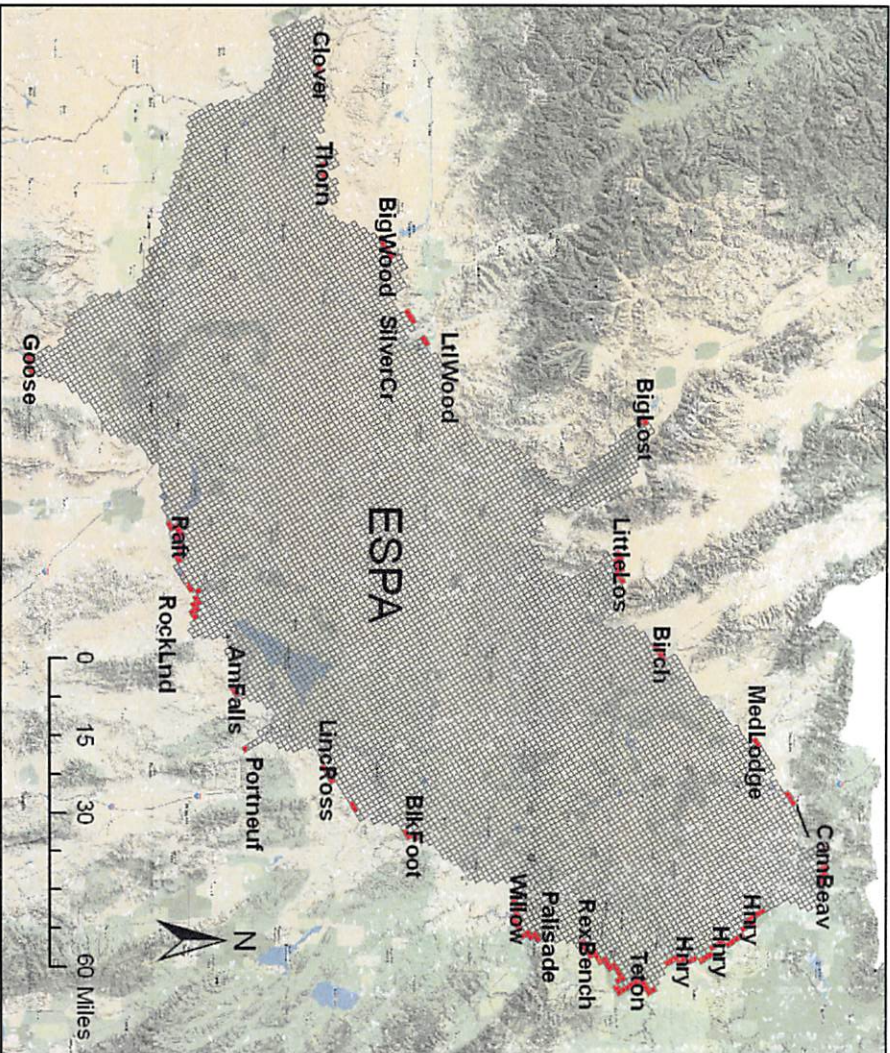 CamBeav
MedLodge
Hnry
Hnry
Hnry
Birch
LittleLos
BigLost
Teton
RexBench
Palisade
Willow
LtlWood
SilverCr
BigWood
Thorn
Clover
ESPA
BlkFoot
LincRoss
Portneuf
AmFalls
RockLnd
Raft
Goose
N
0 15 30 60 Miles